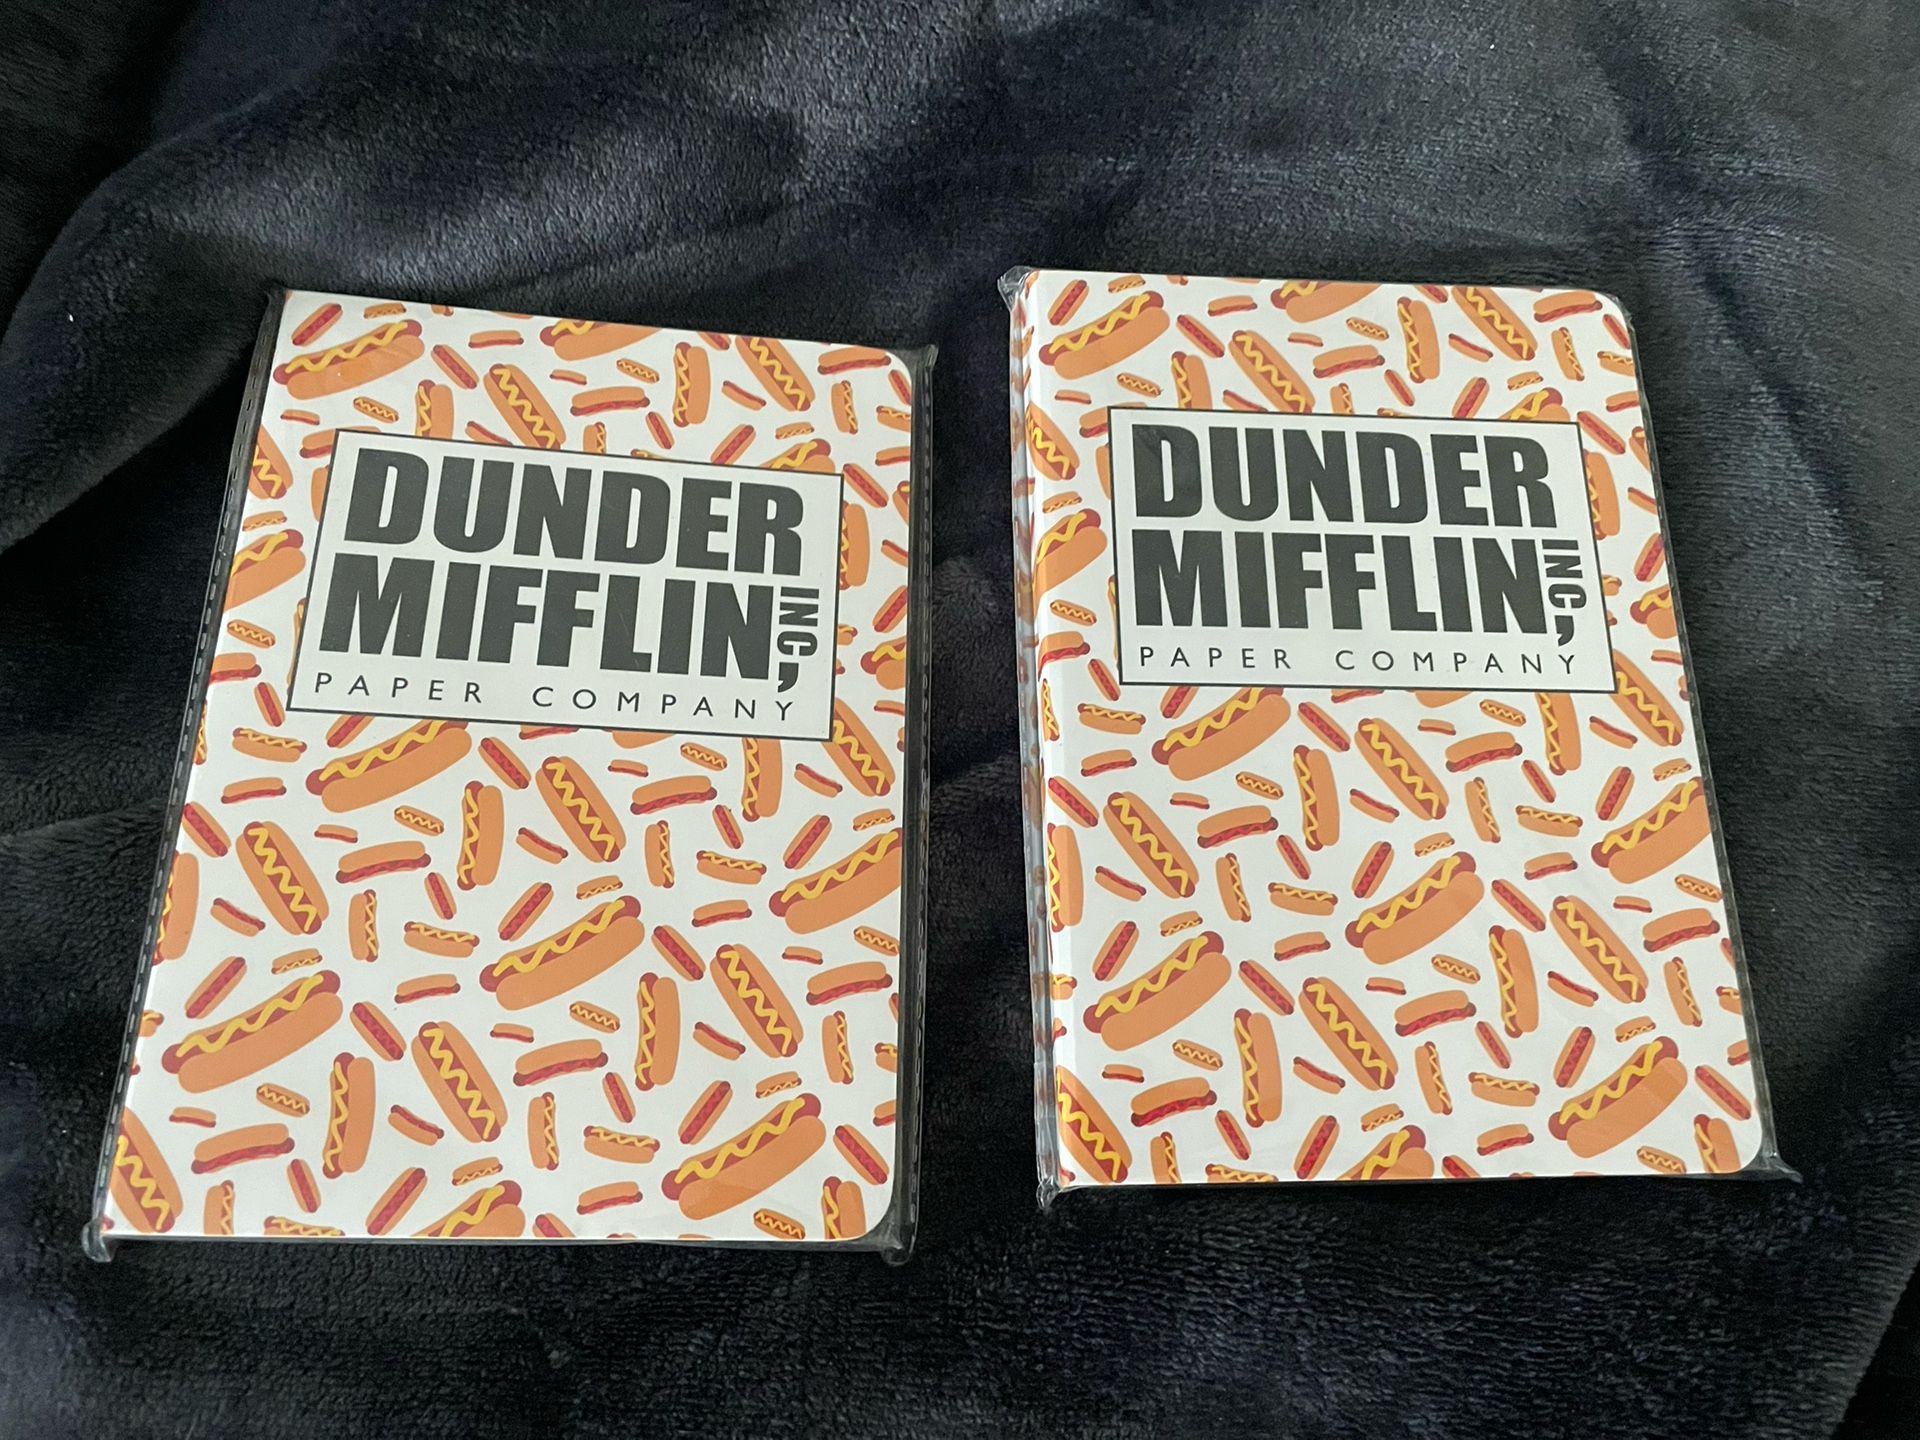 DUNDER
MIFFLIN INC,
PAPER COMPANY
DUNDER
MIFFLIN INC,
PAPER COMPANY